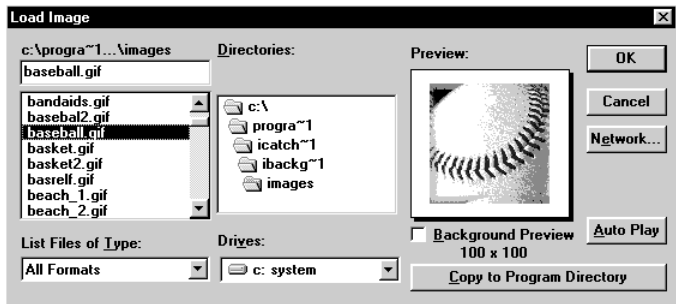 Load Image
c:\progra~1...\images
baseball.gif
bandaids.gif
basebal2.gif
baseball.gif
basket.gif
basket2.gif
basrelf.gif
beach_1.gif
beach_2.gif
List Files of Type:
All Formats
Directories:
c:\
progra~1
icatch~1
ibackg~1
images
Drives:
c: system
Preview:
Background Preview
100 x 100
OK
Cancel
Network...
Auto Play
Copy to Program Directory